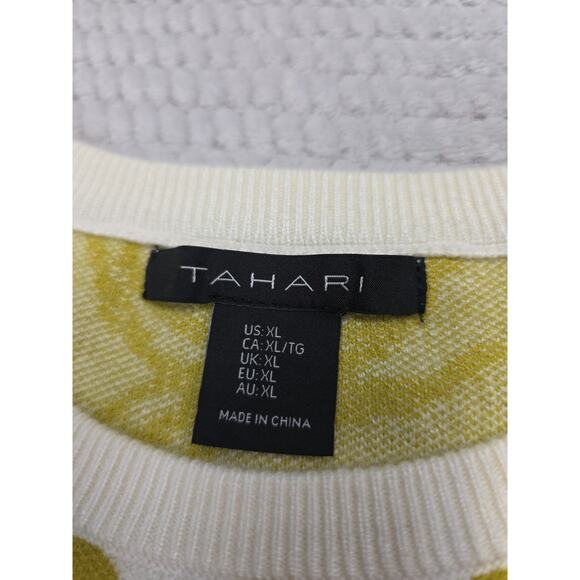 TAHARI
US: XL
CA: XL/TG
UK: XL
EU: XL
AU: XL
MADE IN CHINA